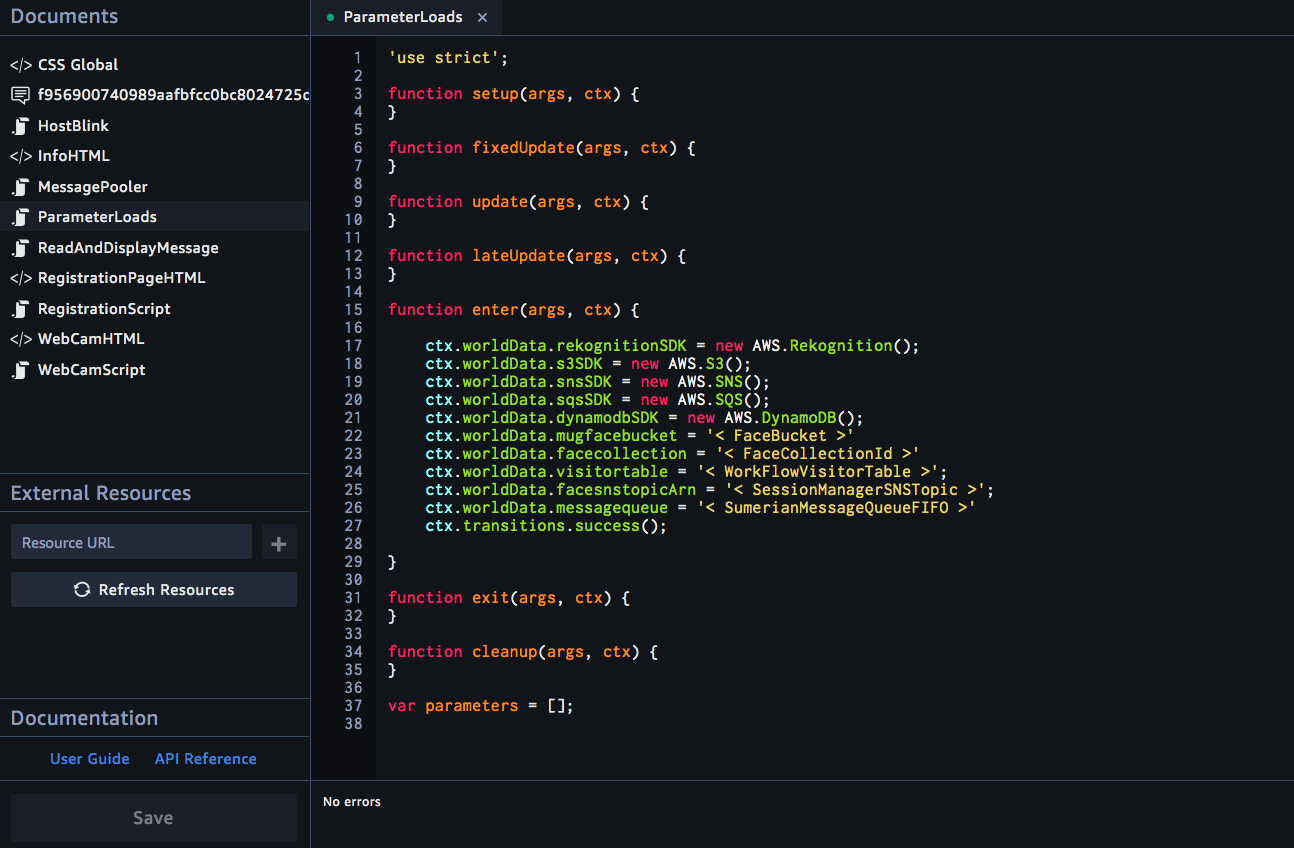 Documents
</> CSS Global
f956900740989aafbfcc0bc8024725c
HostBlink
</> InfoHTML
MessagePooler
ParameterLoads
ReadAndDisplayMessage
</> RegistrationPageHTML
RegistrationScript
</> WebCamHTML
WebCamScript
External Resources
Resource URL
+
Refresh Resources
Documentation
User Guide API Reference
Save
ParameterLoads ×
1 'use strict';
2
3 function setup(args, ctx) {
4 }
5
6 function fixedUpdate(args, ctx) {
7 }
8
9 function update(args, ctx) {
10 }
11
12 function lateUpdate(args, ctx) {
13 }
14
15 function enter(args, ctx) {
16
17 ctx.worldData.rekognitionSDK = new AWS.Rekognition();
18 ctx.worldData.s3SDK = new AWS.S3();
19 ctx.worldData.snsSDK = new AWS.SNS();
20 ctx.worldData.sqsSDK = new AWS.SQS();
21 ctx.worldData.dynamodbSDK = new AWS.DynamoDB();
22 ctx.worldData.mugfacebucket = '< FaceBucket >'
23 ctx.worldData.facecollection = '< FaceCollectionId >'
24 ctx.worldData.visitortable = '< WorkFlowVisitorTable >';
25 ctx.worldData.facesnstopicArn = '< SessionManagerSNSTopic >';
26 ctx.worldData.messagequeue = '< SumerianMessageQueueFIFO >'
27 ctx.transitions.success();
28
29 }
30
31 function exit(args, ctx) {
32 }
33
34 function cleanup(args, ctx) {
35 }
36
37 var parameters = [];
38
No errors